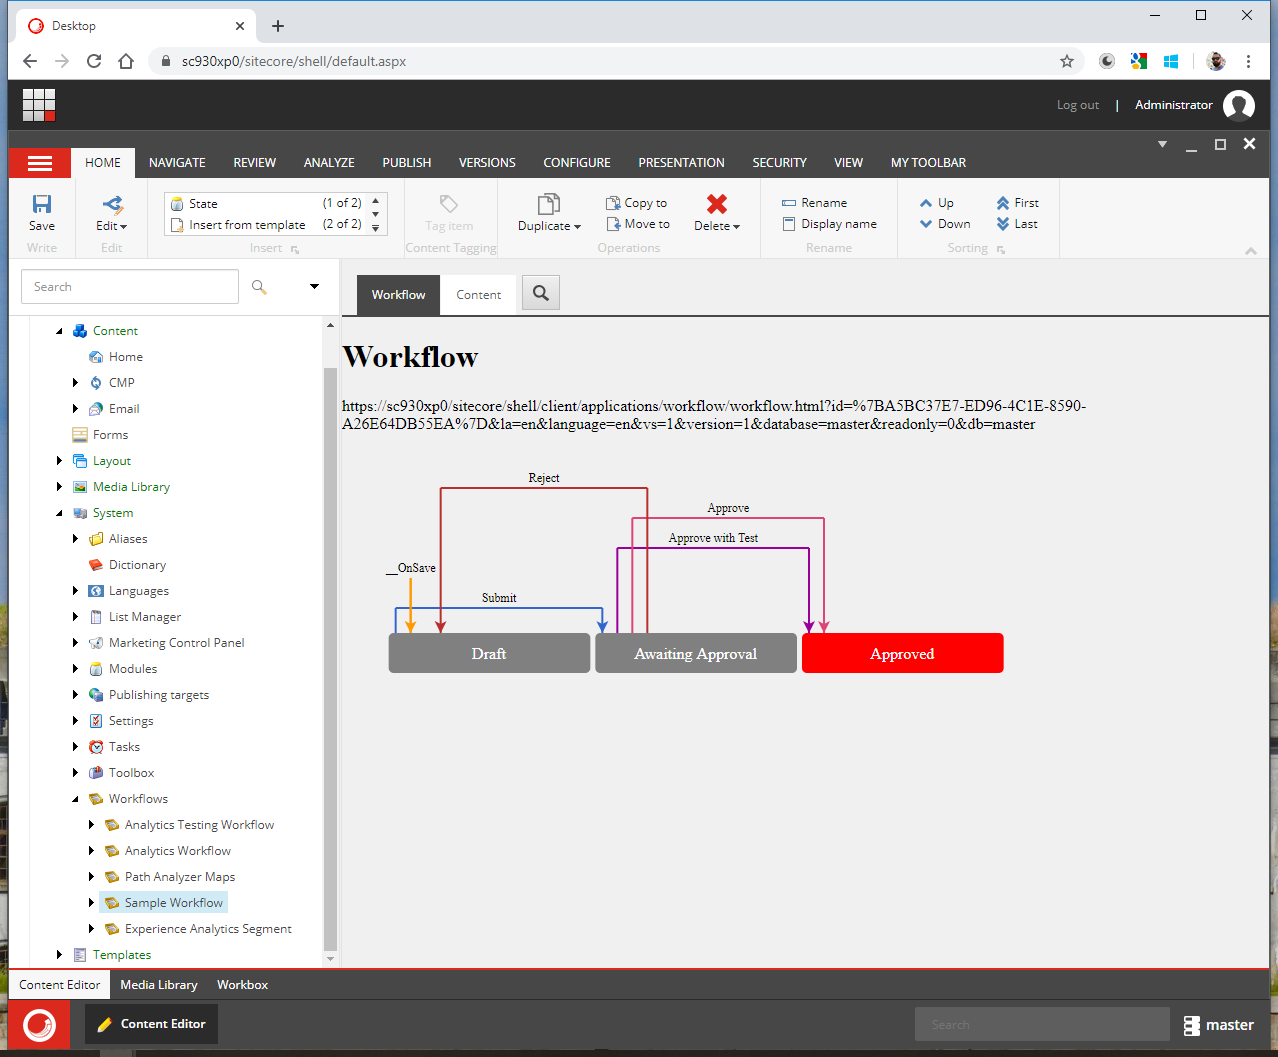 Desktop
sc930xp0/sitecore/shell/default.aspx
Log out | Administrator
HOME NAVIGATE REVIEW ANALYZE PUBLISH VERSIONS CONFIGURE PRESENTATION SECURITY VIEW MY TOOLBAR
State (1 of 2) Copy to Rename Up First
Save Edit Insert from template (2 of 2) Tag item Duplicate Move to Delete Display name Down Last
Write Edit Insert Content Tagging Operations Rename Sorting
Search
Workflow Content
Content
Home
CMP
Email
Forms
Layout
Media Library
System
Aliases
Dictionary
Languages
List Manager
Marketing Control Panel
Modules
Publishing targets
Settings
Tasks
Toolbox
Workflows
Analytics Testing Workflow
Analytics Workflow
Path Analyzer Maps
Sample Workflow
Experience Analytics Segment
Templates
Workflow
https://sc930xp0/sitecore/shell/client/applications/workflow/workflow.html?id=%7BA5BC37E7-ED96-4C1E-8590-
A26E64DB55EA%7D&la=en&language=en&vs=1&version=1&database=master&readonly=0&db=master
Reject
Approve
Approve with Test
__OnSave
Submit
Draft Awaiting Approval Approved
Content Editor Media Library Workbox
Content Editor Search master